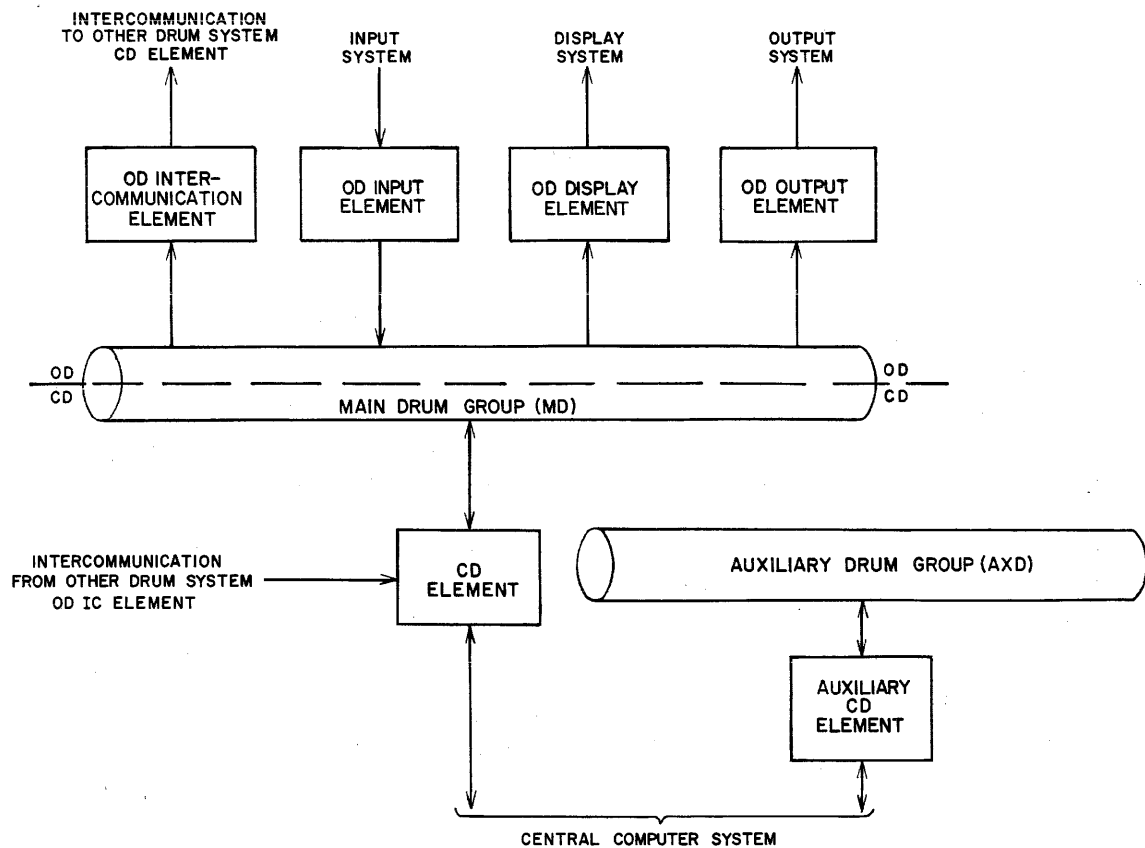 INTERCOMMUNICATION
TO OTHER DRUM SYSTEM
CD ELEMENT
INPUT
SYSTEM
DISPLAY
SYSTEM
OUTPUT
SYSTEM
OD INTER-
COMMUNICATION
ELEMENT
OD INPUT
ELEMENT
OD DISPLAY
ELEMENT
OD OUTPUT
ELEMENT
OD
CD
OD
CD
MAIN DRUM GROUP (MD)
INTERCOMMUNICATION
FROM OTHER DRUM SYSTEM
OD IC ELEMENT
CD
ELEMENT
AUXILIARY DRUM GROUP (AXD)
AUXILIARY
CD
ELEMENT
CENTRAL COMPUTER SYSTEM